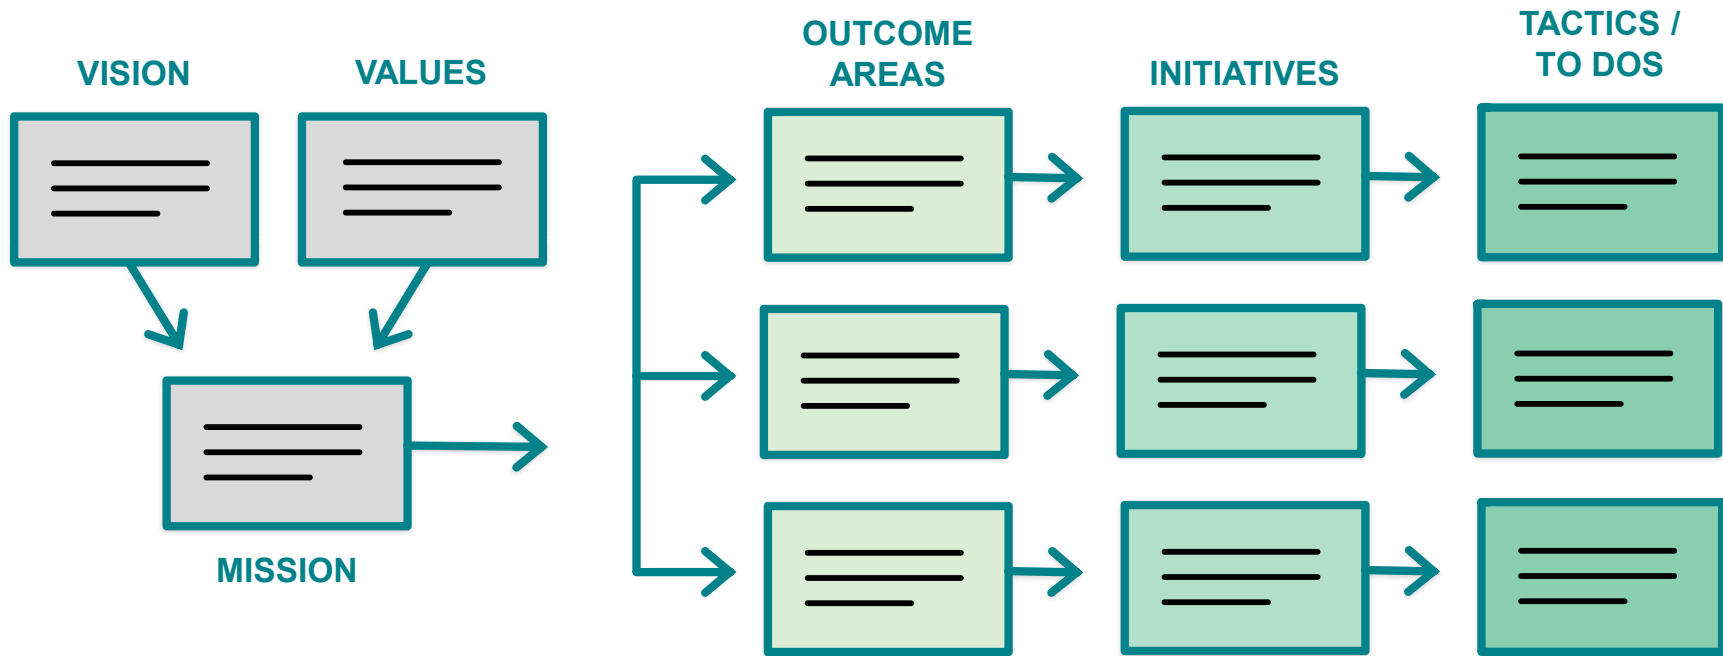 VISION
VALUES
OUTCOME
AREAS
INITIATIVES
TACTICS /
TO DOS
MISSION